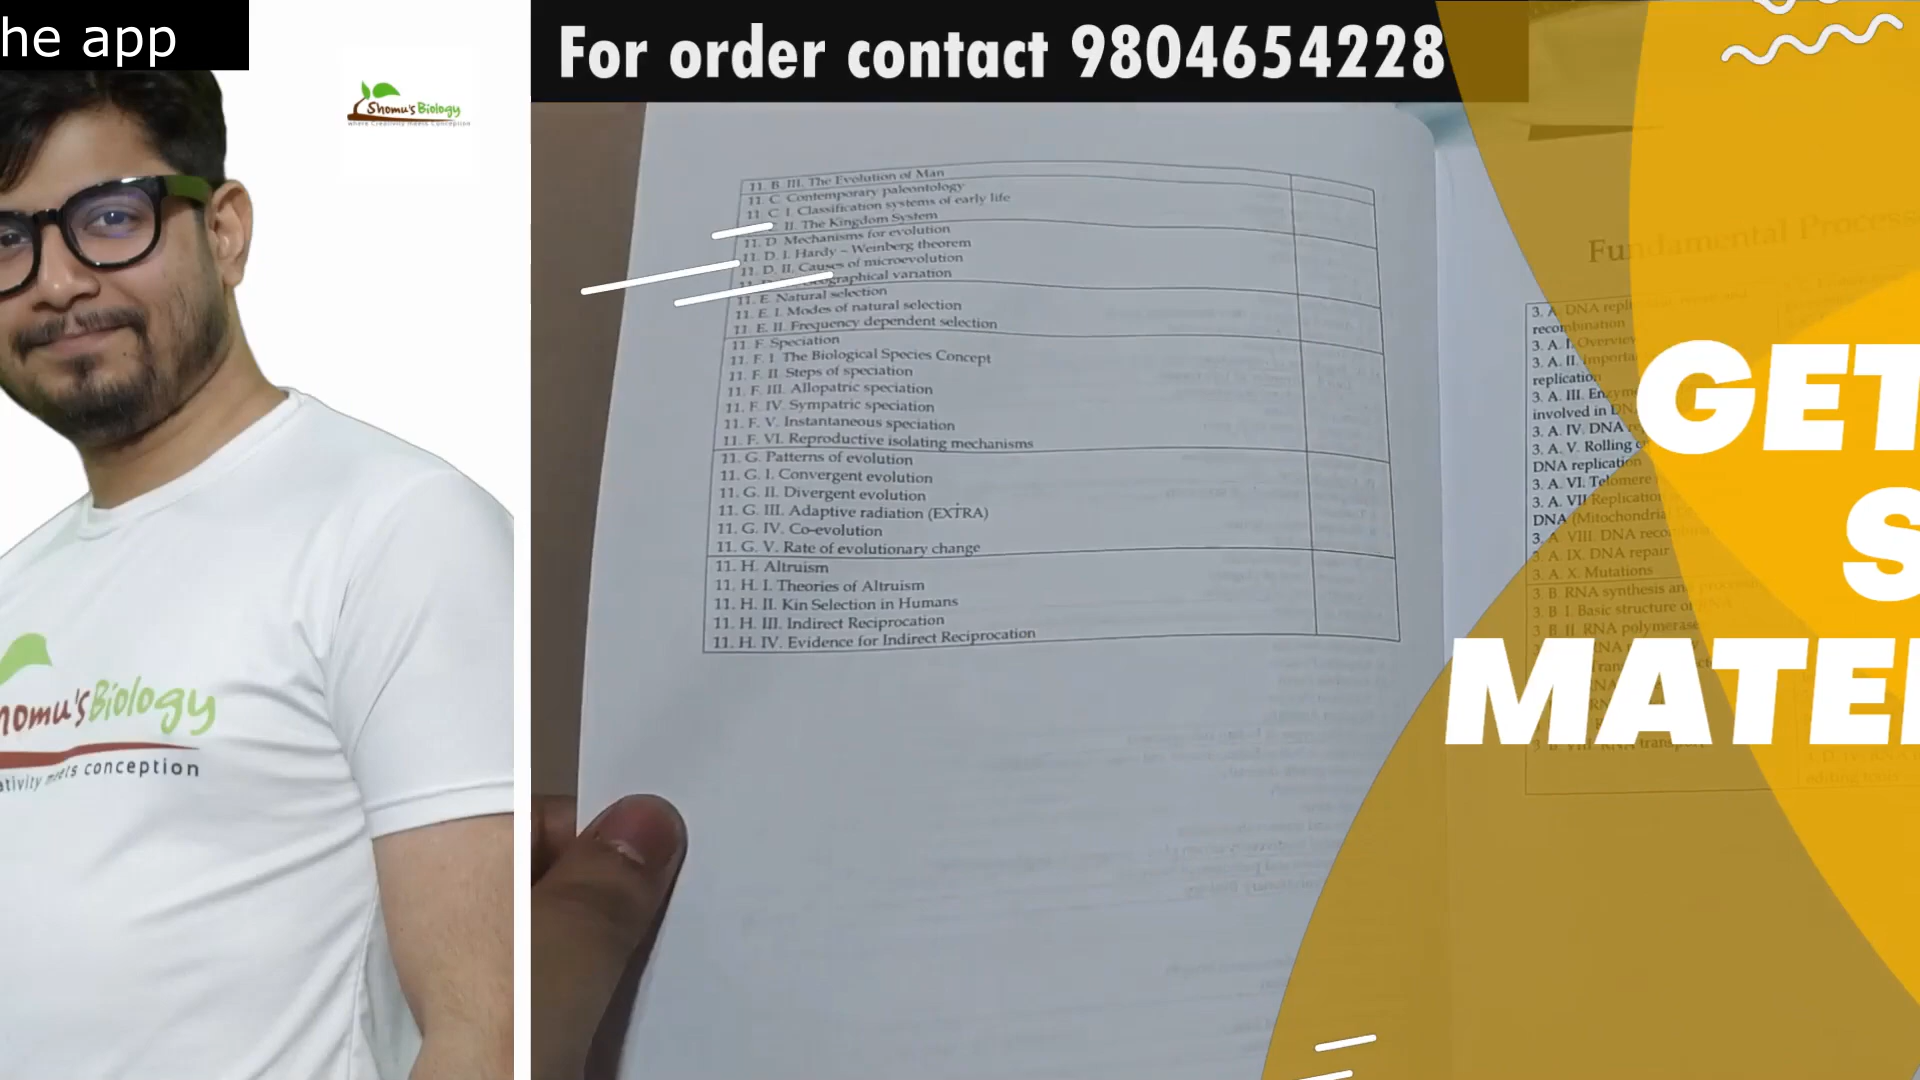 he app
Shomu's Biology
where Creativity meets Conception
homu's Biology
ativity meets conception
For order contact 9804654228
11. B. III. The Evolution of Man
11. C Contemporary paleontology
11. C I. Classification systems of early life
II. The Kingdom System
11. D Mechanisms for evolution
11. D. I. Hardy – Weinberg theorem
11. D. II. Causes of microevolution
variation
11. E Natural selection
11. E. I. Modes of natural selection
11. E. II. Frequency dependent selection
11. F. Speciation
11. F. I The Biological Species Concept
11. F. II Steps of speciation
11. F. III. Allopatric speciation
11. F. IV. Sympatric speciation
11. F. V. Instantaneous speciation
11. F. VI. Reproductive isolating mechanisms
11. G. Patterns of evolution
11. G. I. Convergent evolution
11. G. II. Divergent evolution
11. G. III. Adaptive radiation (EXTRA)
11. G. IV. Co-evolution
11. G. V. Rate of evolutionary change
11. H. Altruism
11. H. I. Theories of Altruism
11. H. II. Kin Selection in Humans
11. H. III. Indirect Reciprocation
11. H. IV. Evidence for Indirect Reciprocation
Fundamental Process
3. A. DNA
recombination
3. A. I. Overview
3. A. II. Importa
replication
3. A. III. Enzyme
involved in DN
3. A. IV. DNA
3. A. V. Rolling
DNA replication
3. A. VI. Telomere
3. A. VII Replication
DNA (Mitochondrial
3. A VIII. DNA reco
3. A. IX. DNA repair
3. A. X. Mutations
3. B RNA synthesis and
3. B I. Basic structure of
3. B II. RNA polymerase
GET
S
MATE